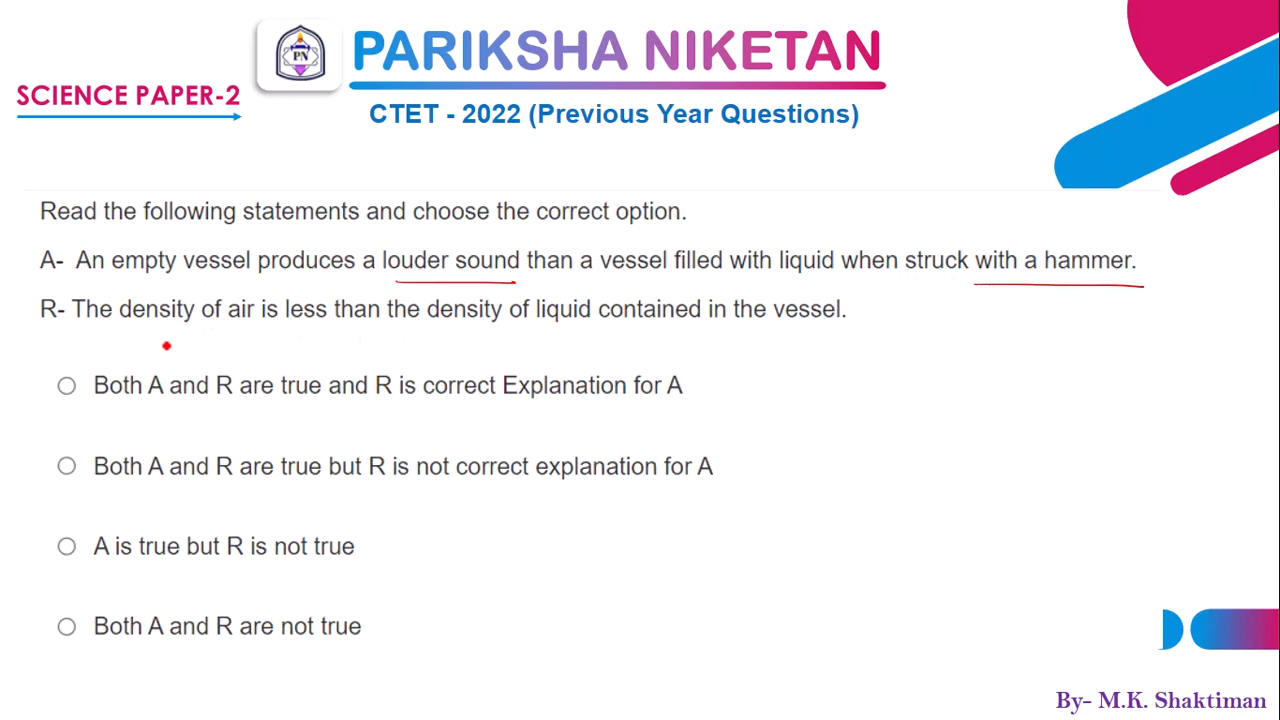 PN
PARIKSHA NIKETAN
SCIENCE PAPER-2
CTET - 2022 (Previous Year Questions)
Read the following statements and choose the correct option.
A- An empty vessel produces a louder sound than a vessel filled with liquid when struck with a hammer.
R- The density of air is less than the density of liquid contained in the vessel.
Both A and R are true and R is correct Explanation for A
Both A and R are true but R is not correct explanation for A
A is true but R is not true
Both A and R are not true
By- M.K. Shaktiman